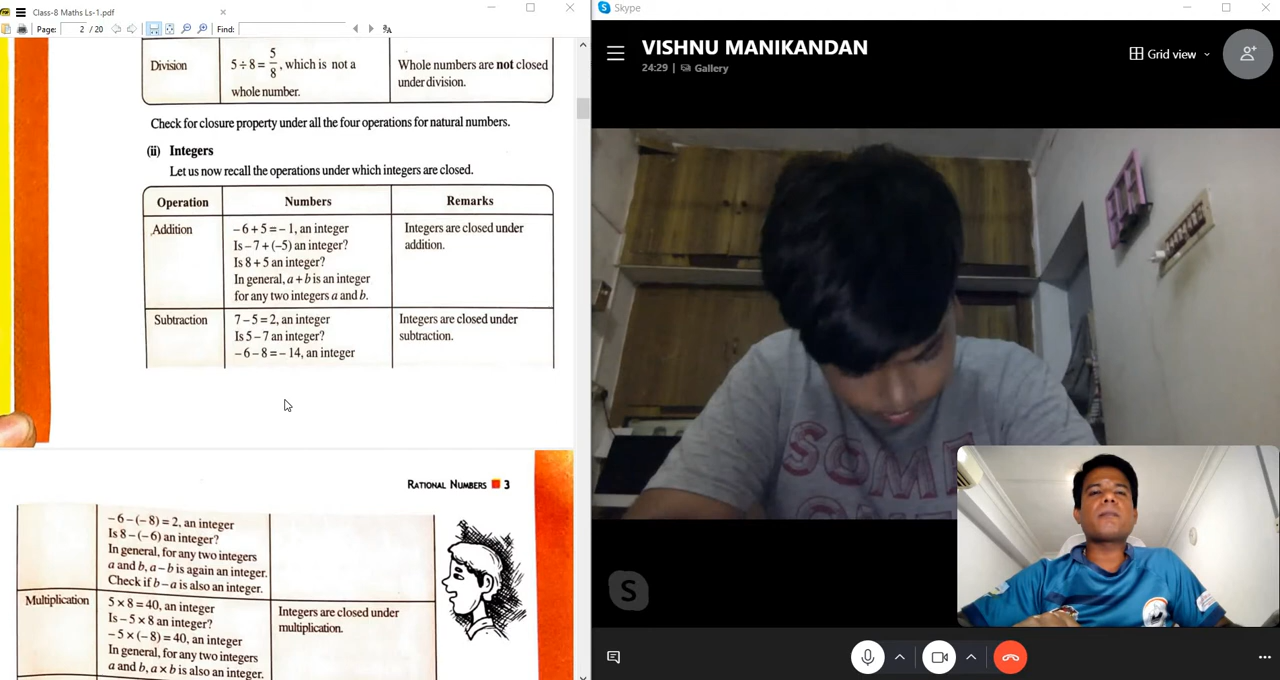 Class-8 Maths Ls-1.pdf
Page: 2 / 20 Find:
Division
5 ÷ 8 = 5/8, which is not a
whole number.
Whole numbers are not closed
under division.
Check for closure property under all the four operations for natural numbers.
(ii) Integers
Let us now recall the operations under which integers are closed.
Operation Numbers Remarks
Addition
– 6 + 5 = – 1, an integer
Is – 7 + (–5) an integer?
Is 8 + 5 an integer?
In general, a + b is an integer
for any two integers a and b.
Integers are closed under
addition.
Subtraction
7 – 5 = 2, an integer
Is 5 – 7 an integer?
– 6 – 8 = – 14, an integer
Integers are closed under
subtraction.
RATIONAL NUMBERS 3
– 6 – (– 8) = 2, an integer
Is 8 – (– 6) an integer?
In general, for any two integers
a and b, a – b is again an integer.
Check if b – a is also an integer.
Multiplication
5 × 8 = 40, an integer
Is – 5 × 8 an integer?
– 5 × (– 8) = 40, an integer
In general, for any two integers
a and b, a × b is also an integer.
Integers are closed under
multiplication.
Skype
VISHNU MANIKANDAN
24:29 | Gallery
Grid view
SOME
S